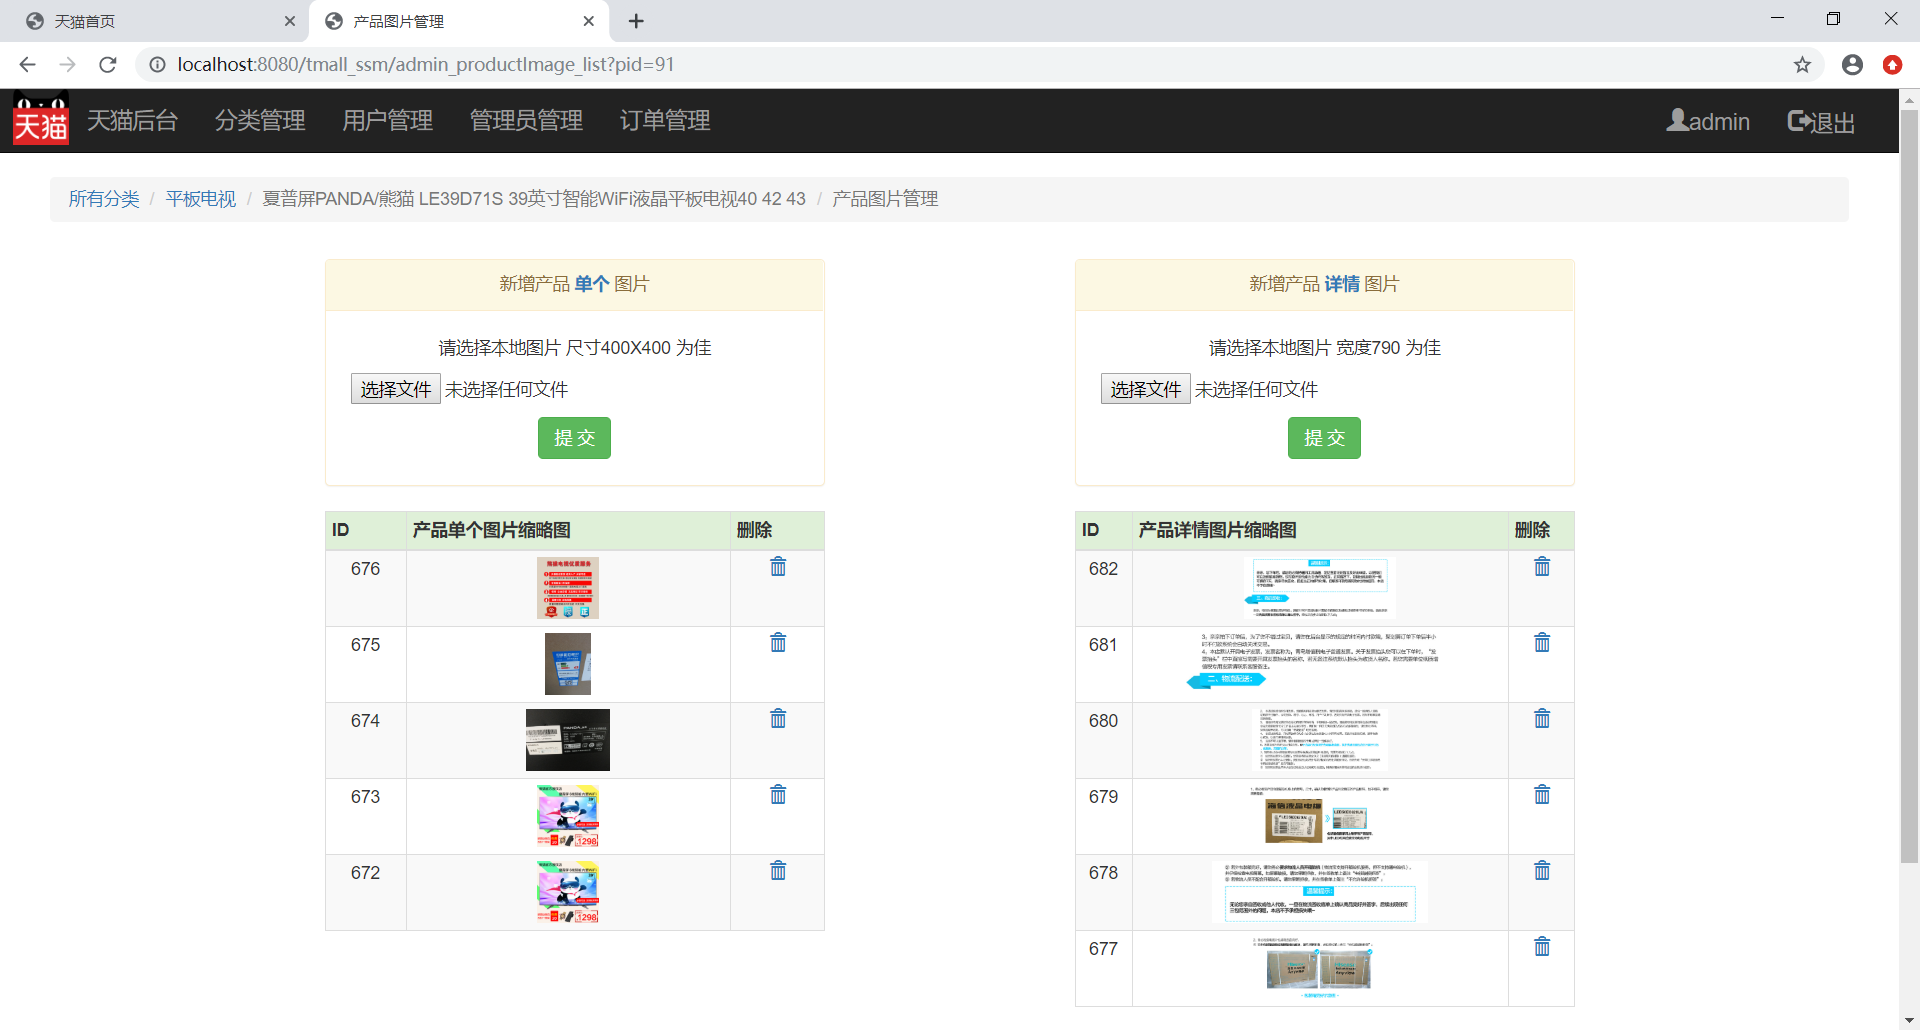 天猫首页
产品图片管理
localhost:8080/tmall_ssm/admin_productImage_list?pid=91
天猫 天猫后台 分类管理 用户管理 管理员管理 订单管理 admin 退出
所有分类 / 平板电视 / 夏普屏PANDA/熊猫 LE39D71S 39英寸智能WiFi液晶平板电视40 42 43 / 产品图片管理
新增产品 单个 图片
请选择本地图片 尺寸400X400 为佳
选择文件 未选择任何文件
提交
ID 产品单个图片缩略图 删除
676
675
674
673
672
新增产品 详情 图片
请选择本地图片 宽度790 为佳
选择文件 未选择任何文件
提交
ID 产品详情图片缩略图 删除
682
681
二、物流配送:
680
679
678
677